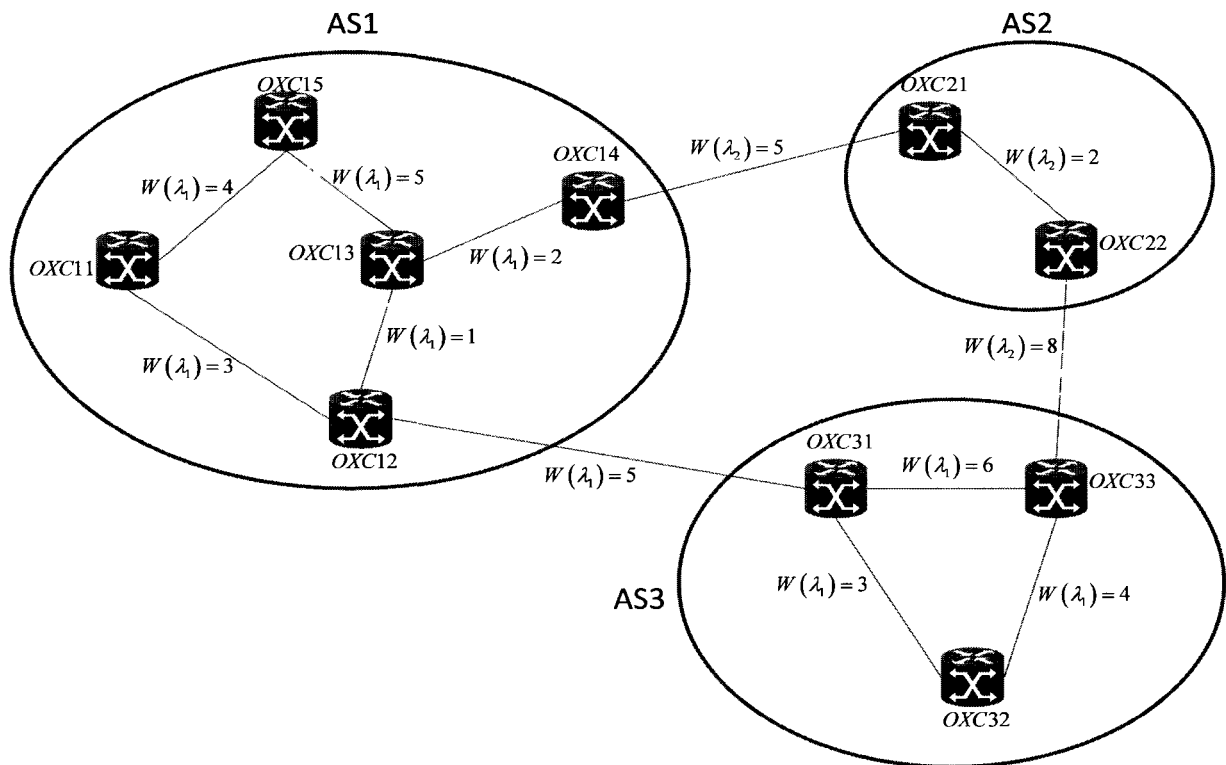 AS1
AS2
OXC15
OXC21
OXC14
W(λ₂)=5
W(λ₁)=5
W(λ₂)=2
W(λ₁)=4
OXC11
OXC13
W(λ₁)=2
OXC22
W(λ₁)=1
W(λ₁)=3
W(λ₂)=8
OXC12
W(λ₁)=5
OXC31
W(λ₁)=6
OXC33
W(λ₁)=3
W(λ₁)=4
AS3
OXC32